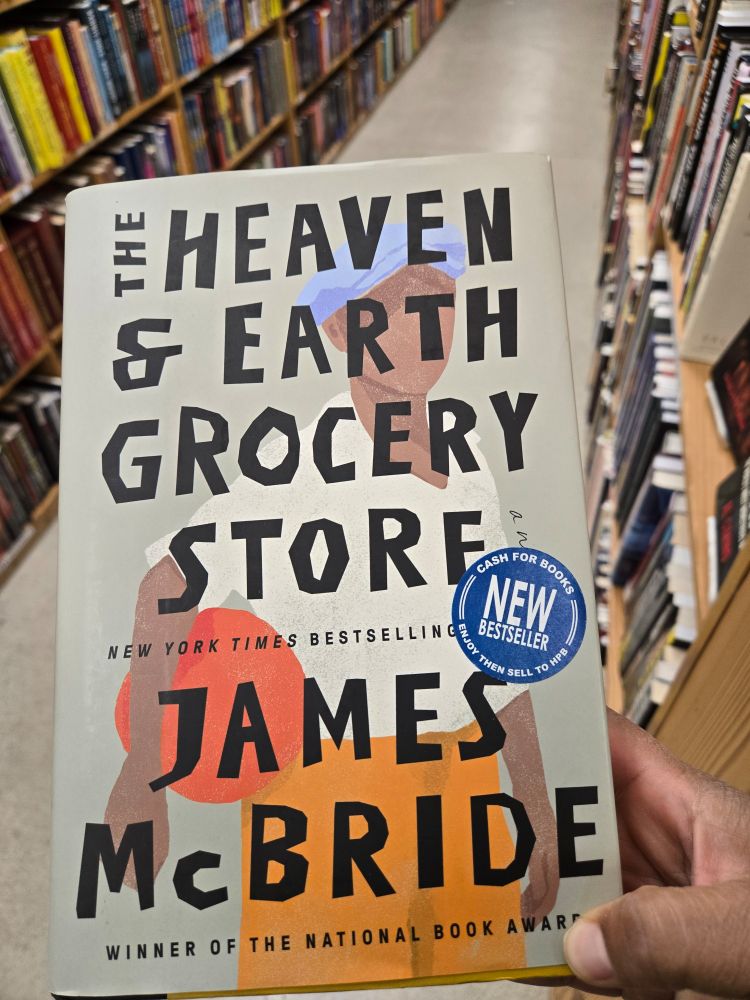 THE HEAVEN
& EARTH
GROCERY
STORE
CASH FOR BOOKS
NEW
BESTSELLER
ENJOY THEN SELL TO HPB
NEW YORK TIMES BESTSELLING
JAMES
McBRIDE
WINNER OF THE NATIONAL BOOK AWARD